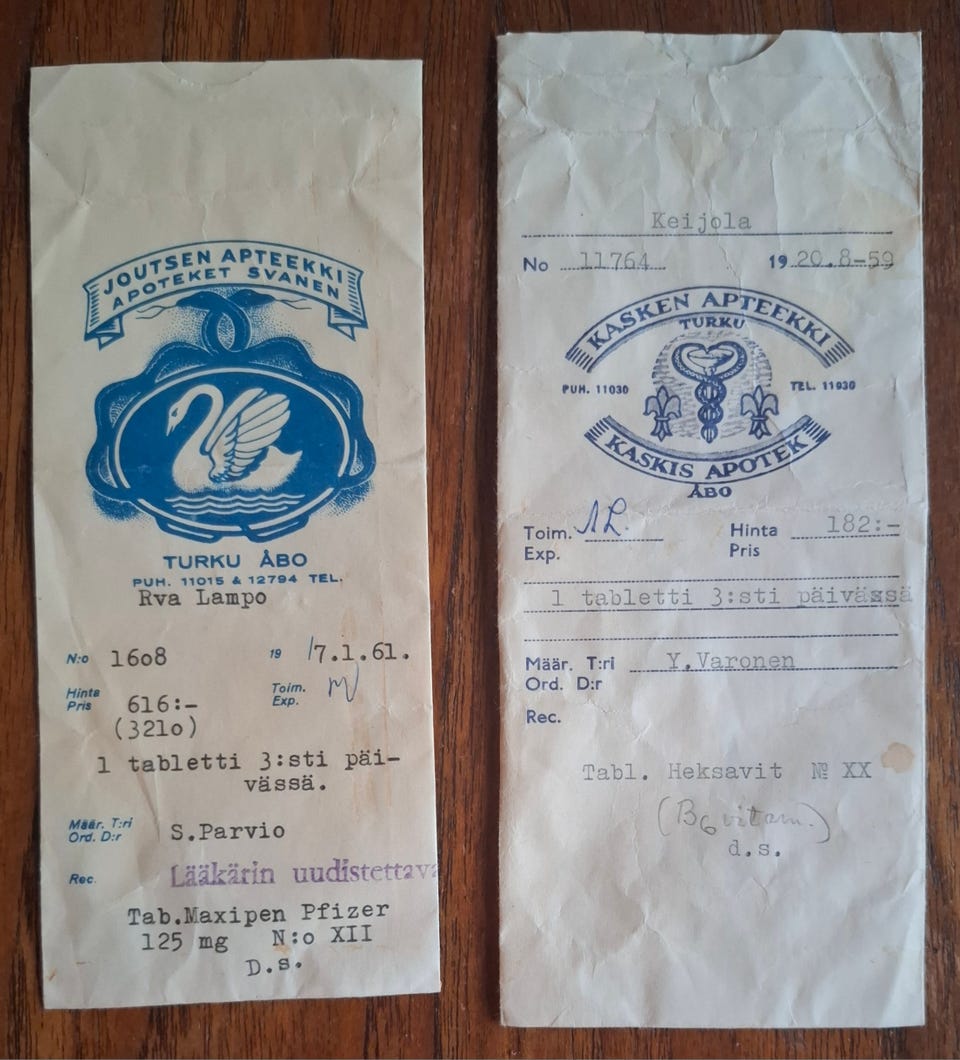 JOUTSEN APTEEKKI
APOTEKET SVANEN
TURKU ÅBO
PUH. 11015 & 12794 TEL.
Rva Lampo
N:o 1608 19 17.1.61.
Hinta Toim.
Pris 616:- Exp.
(3210)
1 tabletti 3:sti päi-
vässä.
Määr. T:ri
Ord. D:r S.Parvio
Rec. Lääkärin uudistettava
Tab.Maxipen Pfizer
125 mg N:o XII
D.s.
Keijola
No 11764 19 20.8-59
KASKEN APTEEKKI
TURKU
PUH. 11030 TEL. 11030
KASKIS APOTEK
ÅBO
Toim. Hinta 182:-
Exp. Pris
1 tabletti 3:sti päivässä
Määr. T:ri Y.Varonen
Ord. D:r
Rec.
Tabl. Heksavit № XX
(B6 vitam.)
d.s.